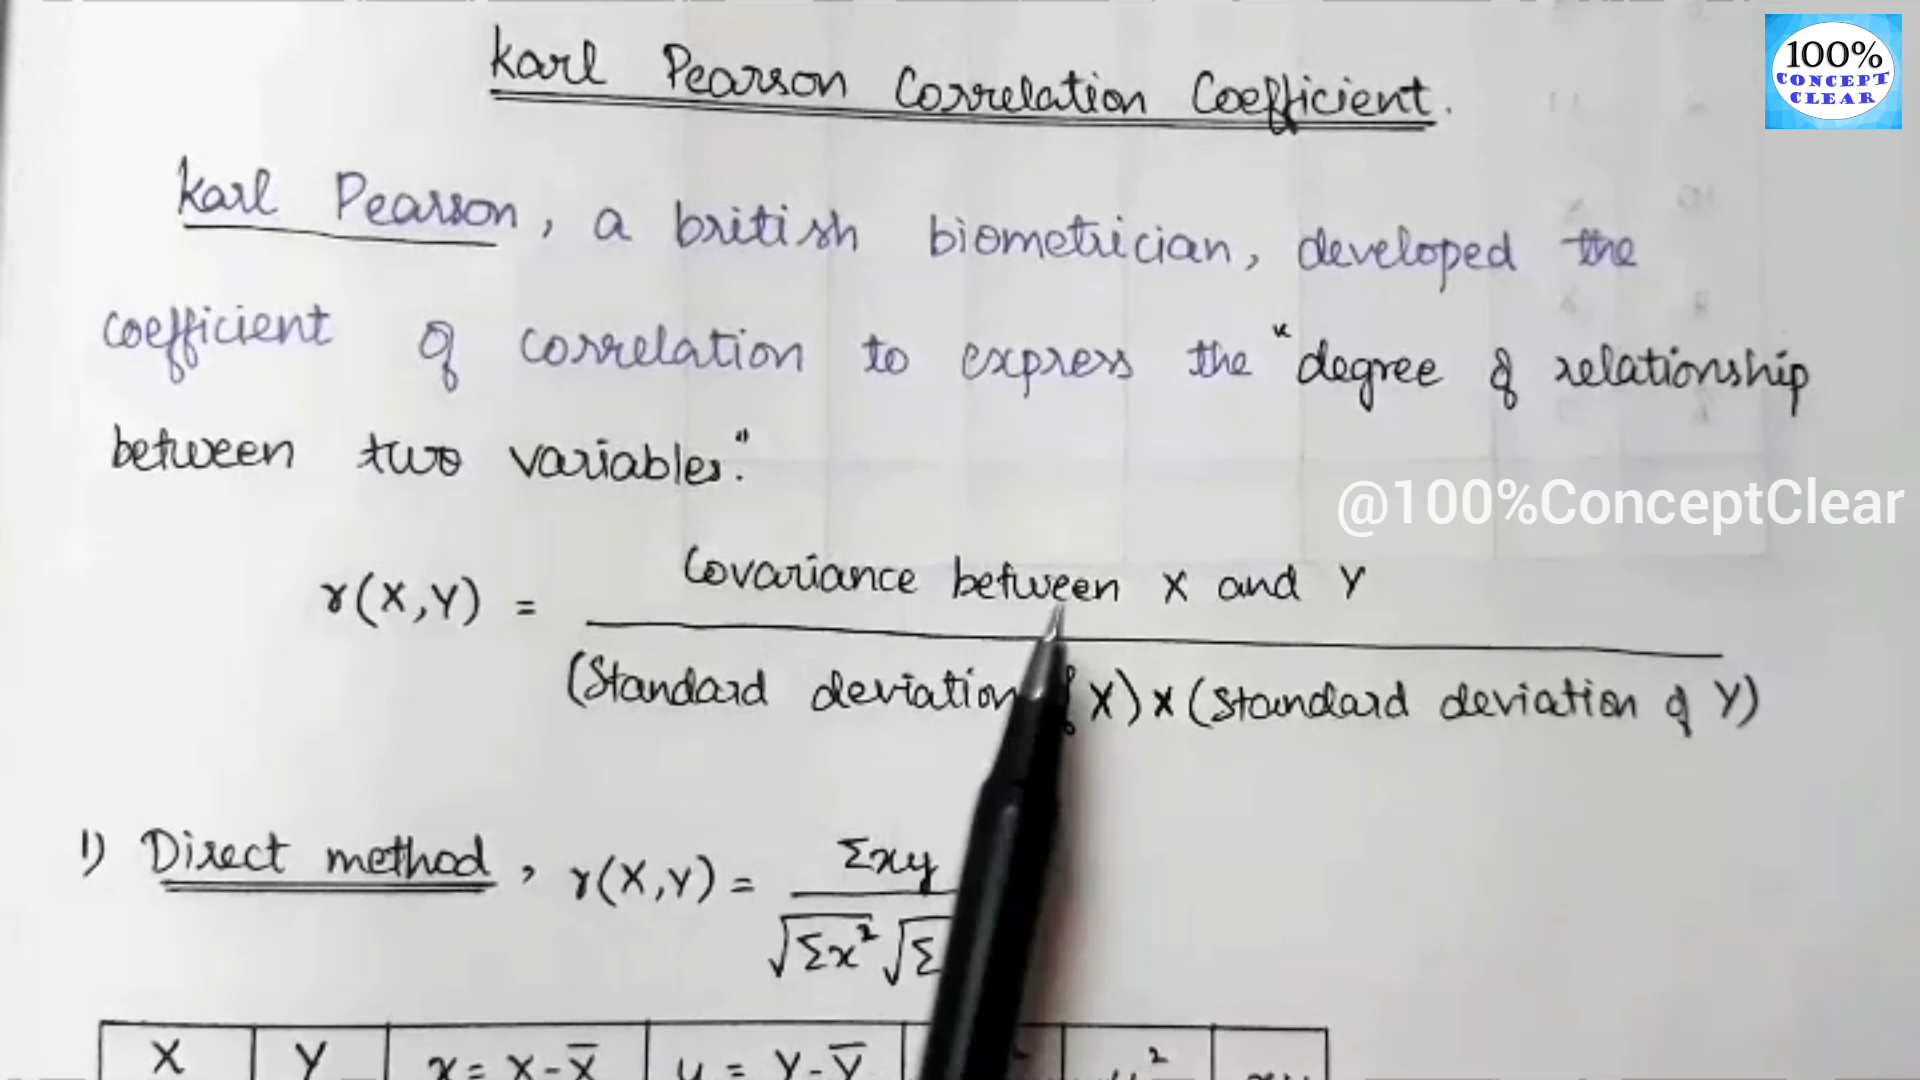 Karl Pearson Correlation Coefficient.
100%
CONCEPT
CLEAR
Karl Pearson, a british biometrician, developed the
coefficient of correlation to express the "degree of relationship
between two variables."
@100%ConceptClear
r(X,Y) = Covariance between X and Y
(Standard deviation X) x (Standard deviation of Y)
1) Direct method, r(X,Y) = Σxy
√Σx² √Σ
X Y x = X-X̅ y = Y-Y̅ y² xy